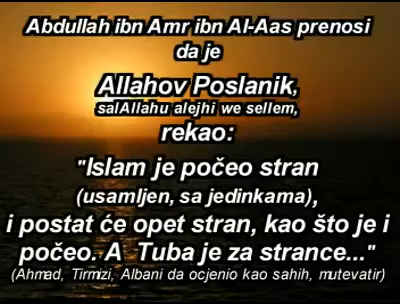 Abdullah ibn Amr ibn Al-Aas prenosi
da je
Allahov Poslanik,
salAllahu alejhi we sellem,
rekao:
"Islam je počeo stran
(usamljen, sa jedinkama),
i postat će opet stran, kao što je i
počeo. A Tuba je za strance..."
(Ahmad, Tirmizi, Albani da ocjenio kao sahih, mutevatir)